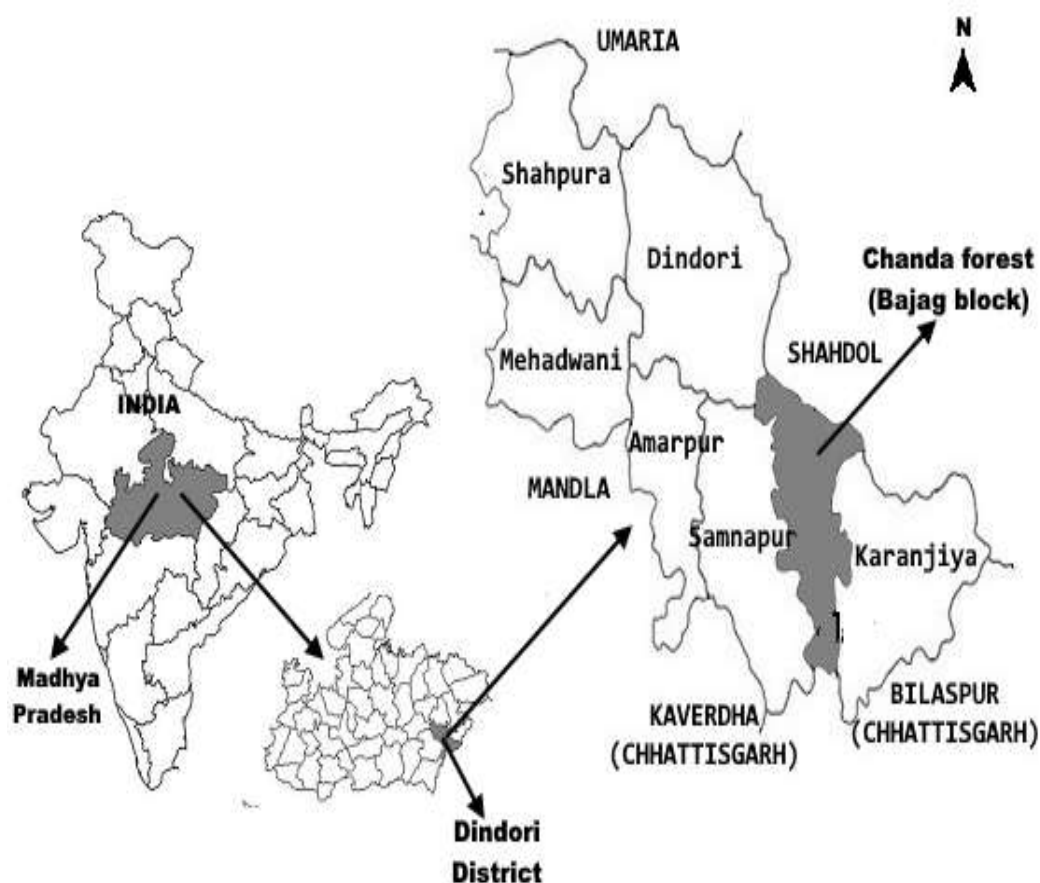 N
UMARIA
Shahpura
Dindori
Chanda forest
(Bajag block)
SHAHDOL
Mehadwani
INDIA
Amarpur
MANDLA
Samnapur
Karanjiya
Madhya
Pradesh
KAVERDHA
(CHHATTISGARH)
BILASPUR
(CHHATTISGARH)
Dindori
District